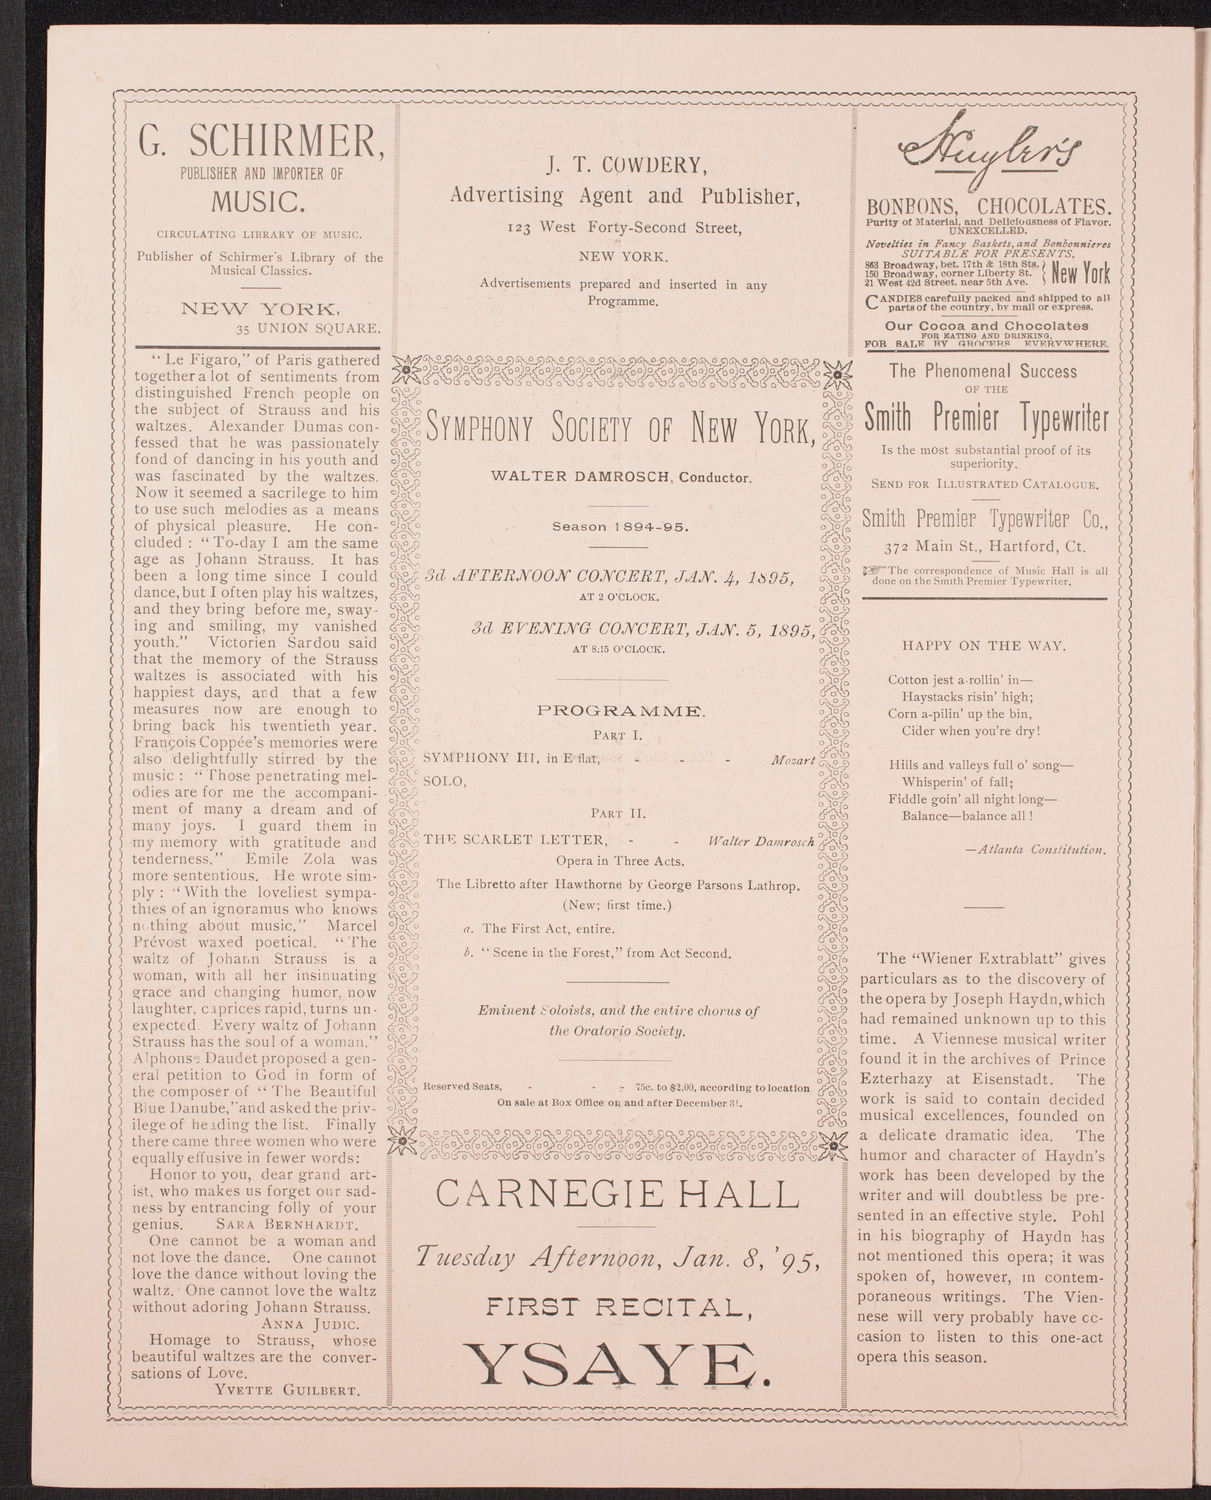 G. SCHIRMER,
PUBLISHER AND IMPORTER OF
MUSIC.
CIRCULATING LIBRARY OF MUSIC.
Publisher of Schirmer's Library of the
Musical Classics.
NEW YORK,
35 UNION SQUARE.
"Le Figaro," of Paris gathered
together a lot of sentiments from
distinguished French people on
the subject of Strauss and his
waltzes. Alexander Dumas con-
fessed that he was passionately
fond of dancing in his youth and
was fascinated by the waltzes.
Now it seemed a sacrilege to him
to use such melodies as a means
of physical pleasure. He con-
cluded : "To-day I am the same
age as Johann Strauss. It has
been a long time since I could
dance, but I often play his waltzes,
and they bring before me, sway-
ing and smiling, my vanished
youth." Victorien Sardou said
that the memory of the Strauss
waltzes is associated with his
happiest days, and that a few
measures now are enough to
bring back his twentieth year.
François Coppée's memories were
also delightfully stirred by the
music : "Those penetrating mel-
odies are for me the accompani-
ment of many a dream and of
many joys. I guard them in
my memory with gratitude and
tenderness." Emile Zola was
more sententious. He wrote sim-
ply : "With the loveliest sympa-
thies of an ignoramus who knows
nothing about music." Marcel
Prévost waxed poetical. "The
waltz of Johann Strauss is a
woman, with all her insinuating
grace and changing humor, now
laughter, caprices rapid, turns un-
expected. Every waltz of Johann
Strauss has the soul of a woman."
Alphonse Daudet proposed a gen-
eral petition to God in form of
the composer of "The Beautiful
Blue Danube," and asked the priv-
ilege of heading the list. Finally
there came three women who were
equally effusive in fewer words:
Honor to you, dear grand art-
ist, who makes us forget our sad-
ness by entrancing folly of your
genius. SARA BERNHARDT.
One cannot be a woman and
not love the dance. One cannot
love the dance without loving the
waltz. One cannot love the waltz
without adoring Johann Strauss.
ANNA JUDIC.
Homage to Strauss, whose
beautiful waltzes are the conver-
sations of Love.
YVETTE GUILBERT.
J. T. COWDERY,
Advertising Agent and Publisher,
123 West Forty-Second Street,
NEW YORK.
Advertisements prepared and inserted in any
Programme.
SYMPHONY SOCIETY OF NEW YORK,
WALTER DAMROSCH, Conductor.
Season 1894-95.
3d AFTERNOON CONCERT, JAN. 4, 1895,
AT 2 O'CLOCK.
3d EVENING CONCERT, JAN. 5, 1895,
AT 8:15 O'CLOCK.
PROGRAMME.
PART I.
SYMPHONY III, in E flat, - - - Mozart
SOLO,
PART II.
THE SCARLET LETTER, - - Walter Damrosch
Opera in Three Acts.
The Libretto after Hawthorne by George Parsons Lathrop.
(New; first time.)
a. The First Act, entire.
b. "Scene in the Forest," from Act Second.
Eminent Soloists, and the entire chorus of
the Oratorio Society.
Reserved Seats, - - - 75c. to $2.00, according to location
On sale at Box Office on and after December 31.
CARNEGIE HALL
Tuesday Afternoon, Jan. 8, '95,
FIRST RECITAL,
YSAYE.
Huyler's
BONBONS, CHOCOLATES.
Purity of Material, and Deliciousness of Flavor.
UNEXCELLED.
Novelties in Fancy Baskets, and Bonbonnieres
SUITABLE FOR PRESENTS.
863 Broadway, bet. 17th & 18th Sts.
150 Broadway, corner Liberty St.
21 West 42d Street, near 5th Ave.
New York
CANDIES carefully packed and shipped to all
parts of the country, by mail or express.
Our Cocoa and Chocolates
FOR EATING AND DRINKING,
FOR SALE BY GROCERS EVERYWHERE.
The Phenomenal Success
OF THE
Smith Premier Typewriter
Is the most substantial proof of its
superiority.
SEND FOR ILLUSTRATED CATALOGUE.
Smith Premier Typewriter Co.,
372 Main St., Hartford, Ct.
☞ The correspondence of Music Hall is all
done on the Smith Premier Typewriter.
HAPPY ON THE WAY.
Cotton jest a-rollin' in—
Haystacks risin' high;
Corn a-pilin' up the bin,
Cider when you're dry!
Hills and valleys full o' song—
Whisperin' of fall;
Fiddle goin' all night long—
Balance—balance all !
—Atlanta Constitution.
The "Wiener Extrablatt" gives
particulars as to the discovery of
the opera by Joseph Haydn, which
had remained unknown up to this
time. A Viennese musical writer
found it in the archives of Prince
Ezterhazy at Eisenstadt. The
work is said to contain decided
musical excellences, founded on
a delicate dramatic idea. The
humor and character of Haydn's
work has been developed by the
writer and will doubtless be pre-
sented in an effective style. Pohl
in his biography of Haydn has
not mentioned this opera; it was
spoken of, however, in contem-
poraneous writings. The Vien-
nese will very probably have oc-
casion to listen to this one-act
opera this season.